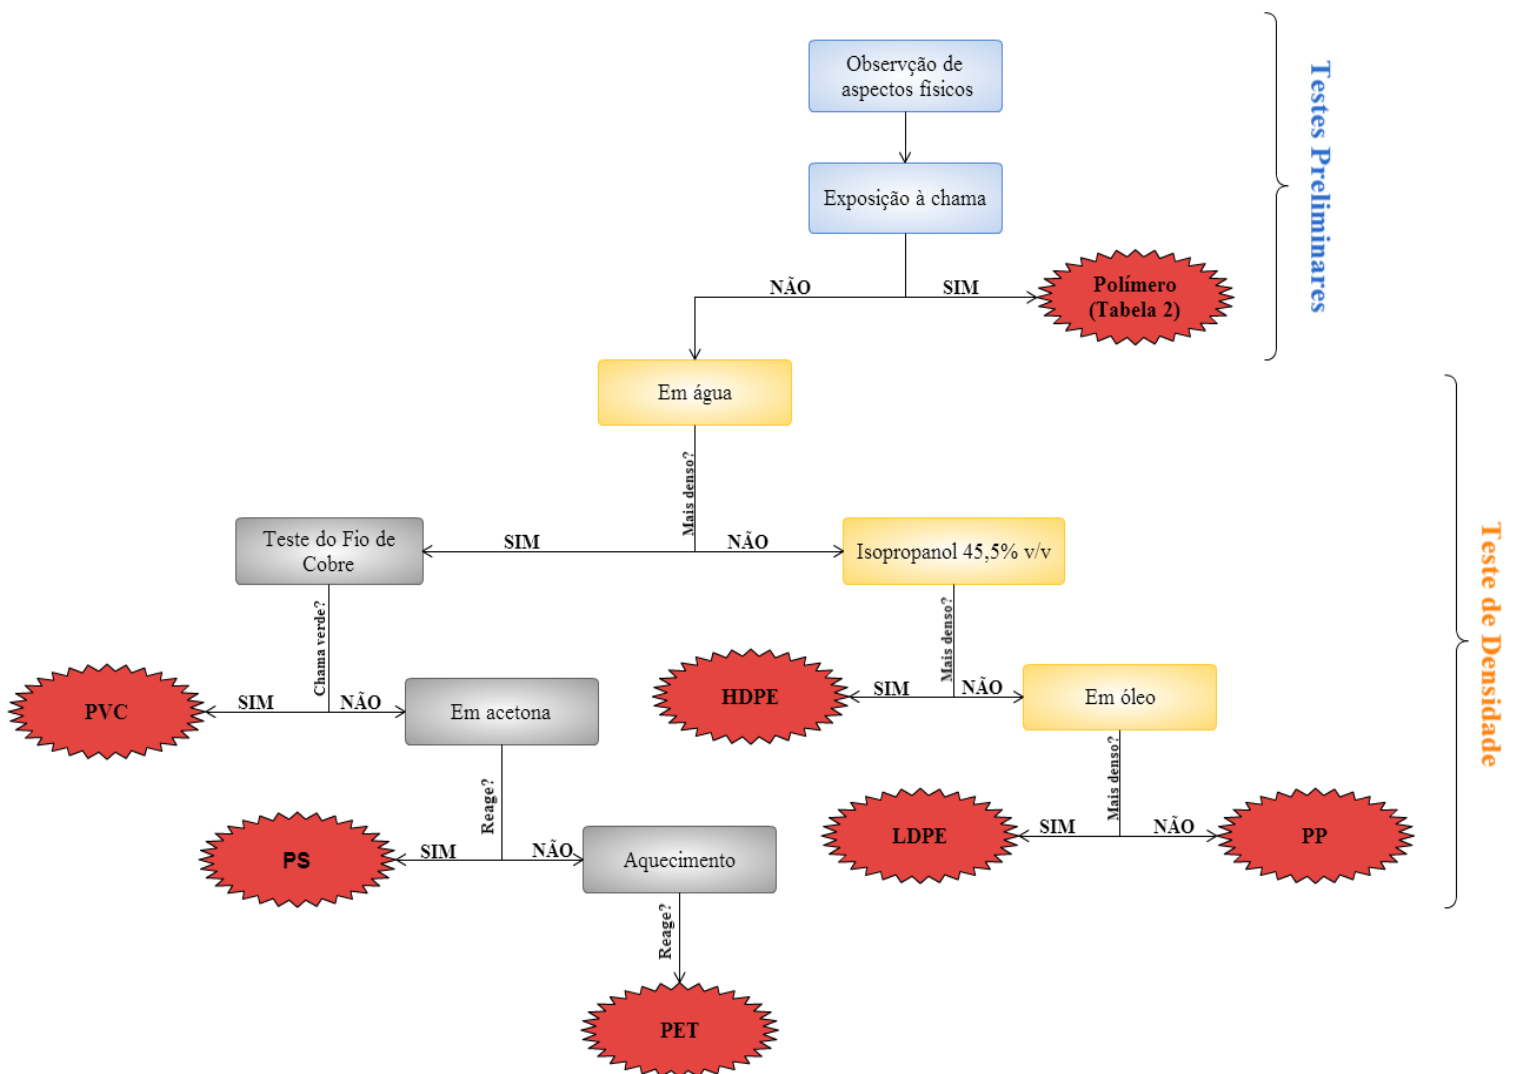 Observção de
aspectos físicos
Testes Preliminares
Exposição à chama
NÃO
SIM
Polímero
(Tabela 2)
Em água
Mais denso?
Teste do Fio de
Cobre
SIM
NÃO
Isopropanol 45,5% v/v
Teste de Densidade
Chama verde?
Mais denso?
PVC
SIM
NÃO
Em acetona
HDPE
SIM
NÃO
Em óleo
Reage?
Mais denso?
PS
SIM
NÃO
Aquecimento
LDPE
SIM
NÃO
PP
Reage?
PET